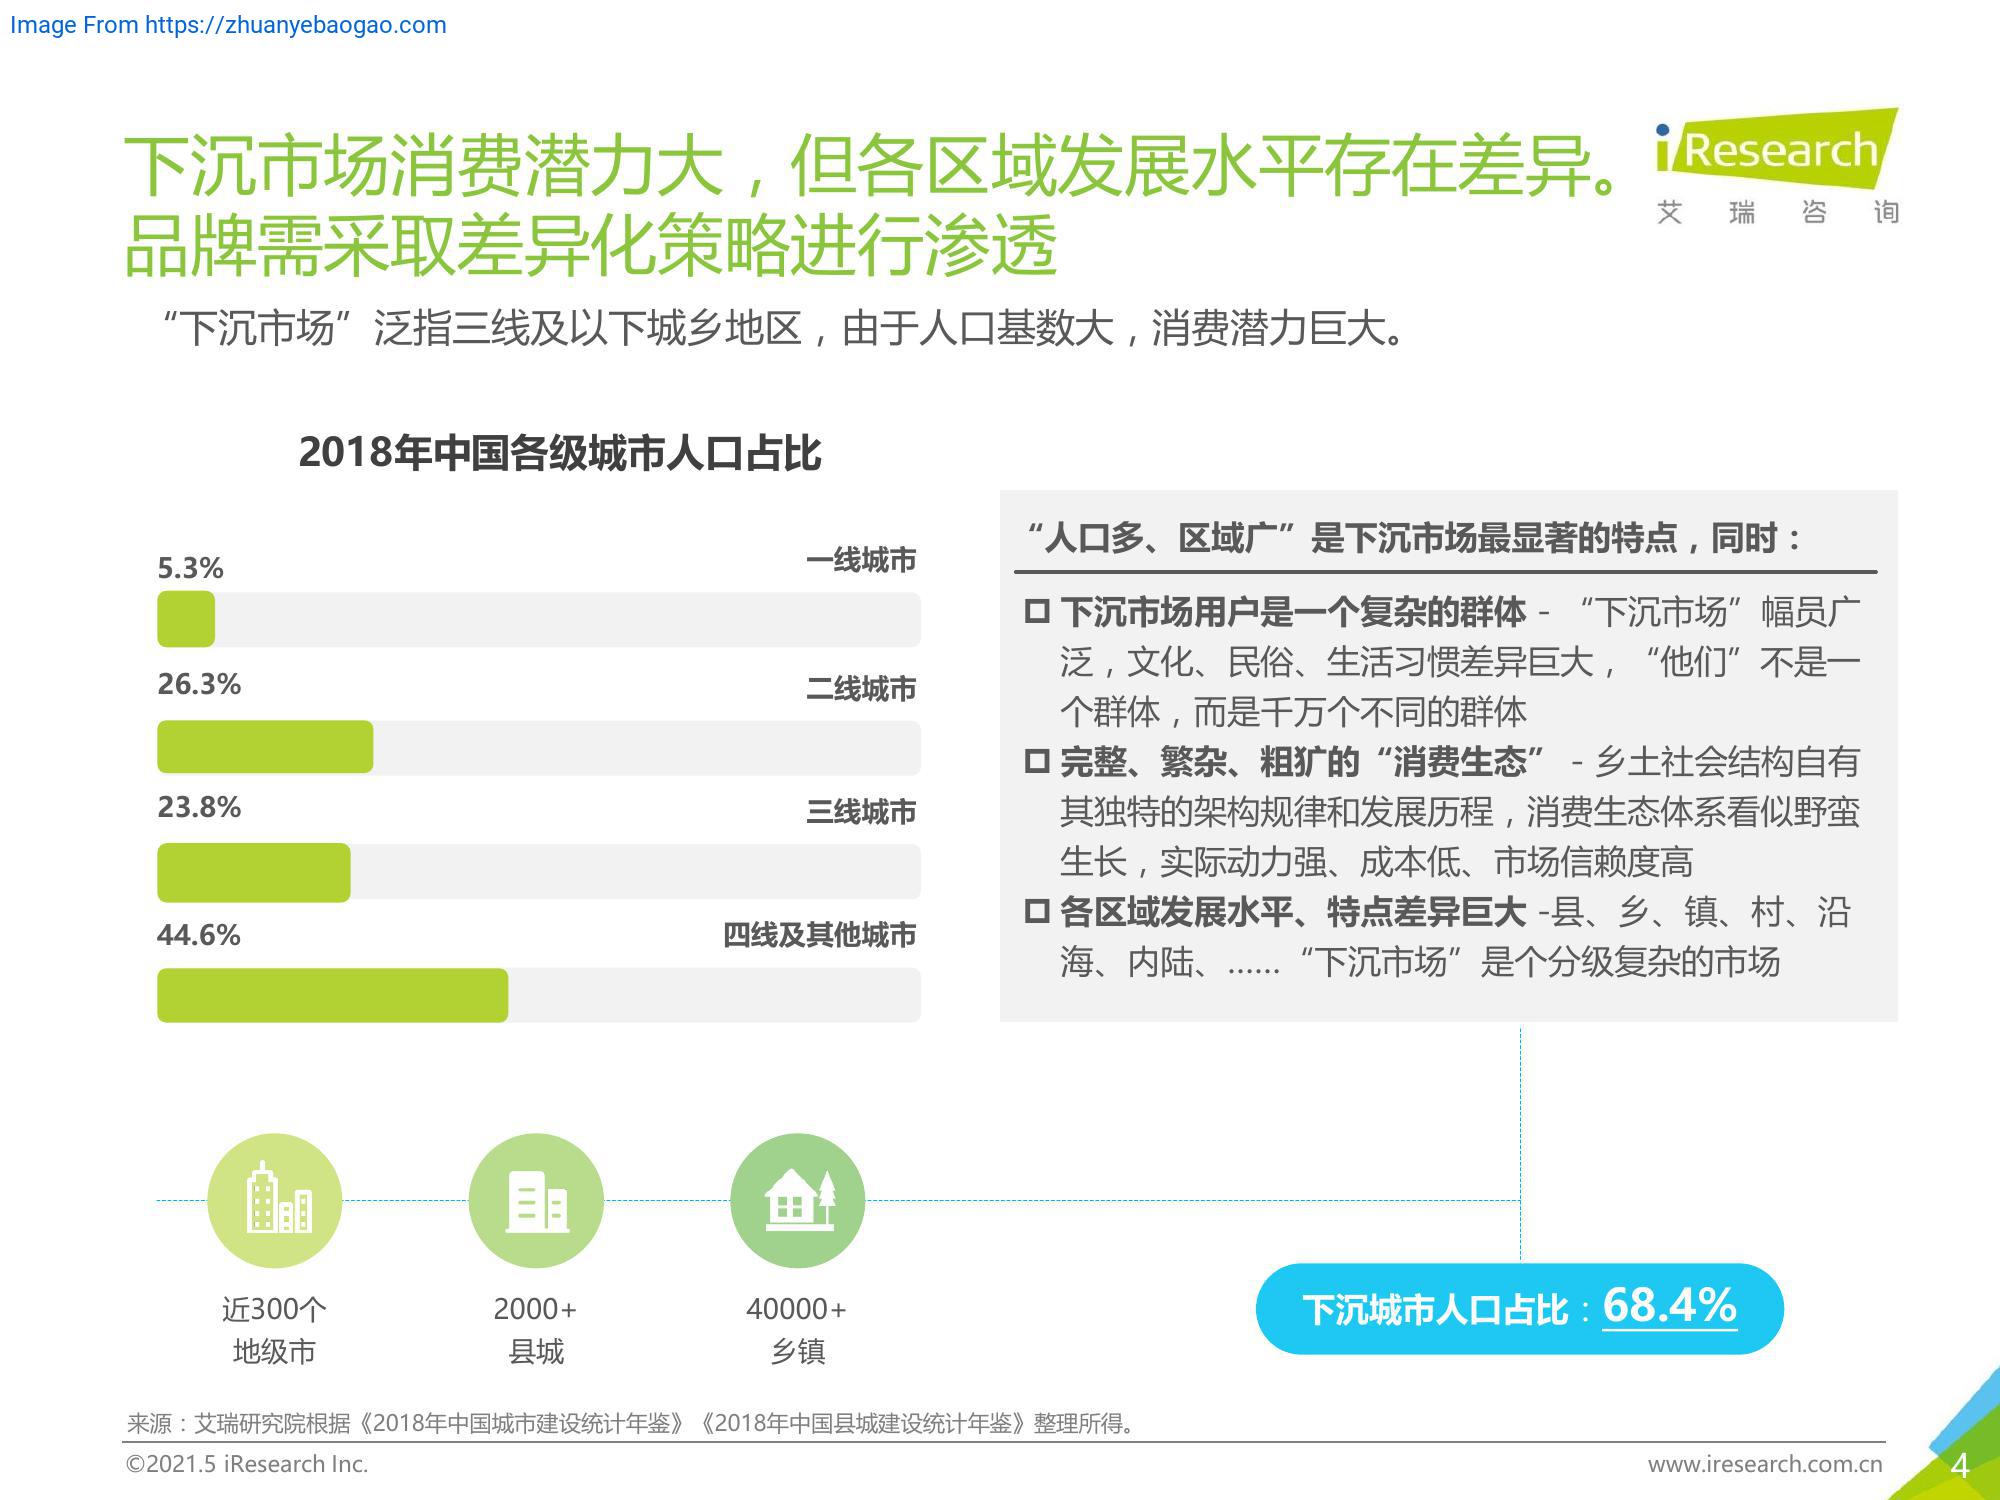 Image From https://zhuanyebaogao.com
下沉市场消费潜力大，但各区域发展水平存在差异。
品牌需采取差异化策略进行渗透
iResearch
艾瑞咨询
“下沉市场”泛指三线及以下城乡地区，由于人口基数大，消费潜力巨大。
2018年中国各级城市人口占比
5.3%
一线城市
26.3%
二线城市
23.8%
三线城市
44.6%
四线及其他城市
“人口多、区域广”是下沉市场最显著的特点，同时：
下沉市场用户是一个复杂的群体 - “下沉市场”幅员广
泛，文化、民俗、生活习惯差异巨大，“他们”不是一
个群体，而是千万个不同的群体
完整、繁杂、粗犷的“消费生态” - 乡土社会结构自有
其独特的架构规律和发展历程，消费生态体系看似野蛮
生长，实际动力强、成本低、市场信赖度高
各区域发展水平、特点差异巨大 -县、乡、镇、村、沿
海、内陆、......“下沉市场”是个分级复杂的市场
近300个
地级市
2000+
县城
40000+
乡镇
下沉城市人口占比：68.4%
来源：艾瑞研究院根据《2018年中国城市建设统计年鉴》《2018年中国县城建设统计年鉴》整理所得。
©2021.5 iResearch Inc.
www.iresearch.com.cn
4